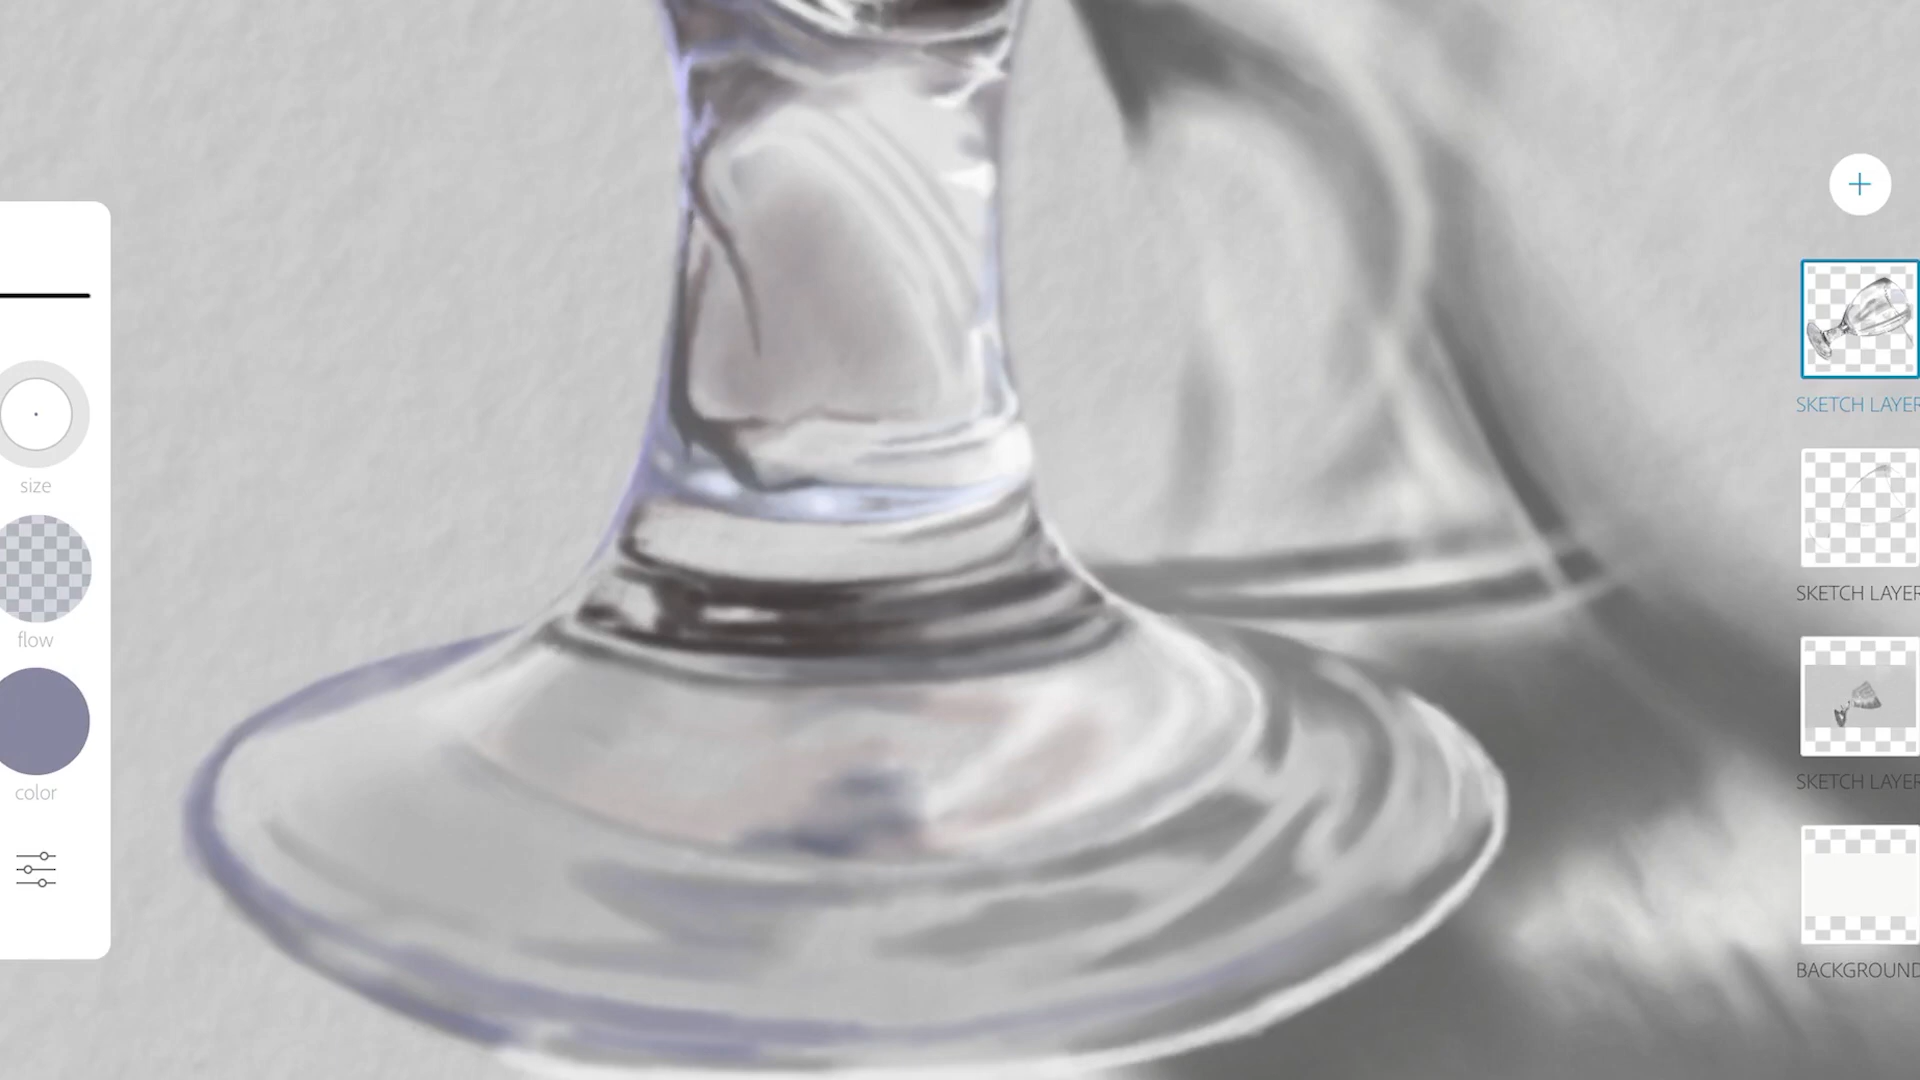 size
flow
color
SKETCH LAYER
SKETCH LAYER
SKETCH LAYER
BACKGROUND